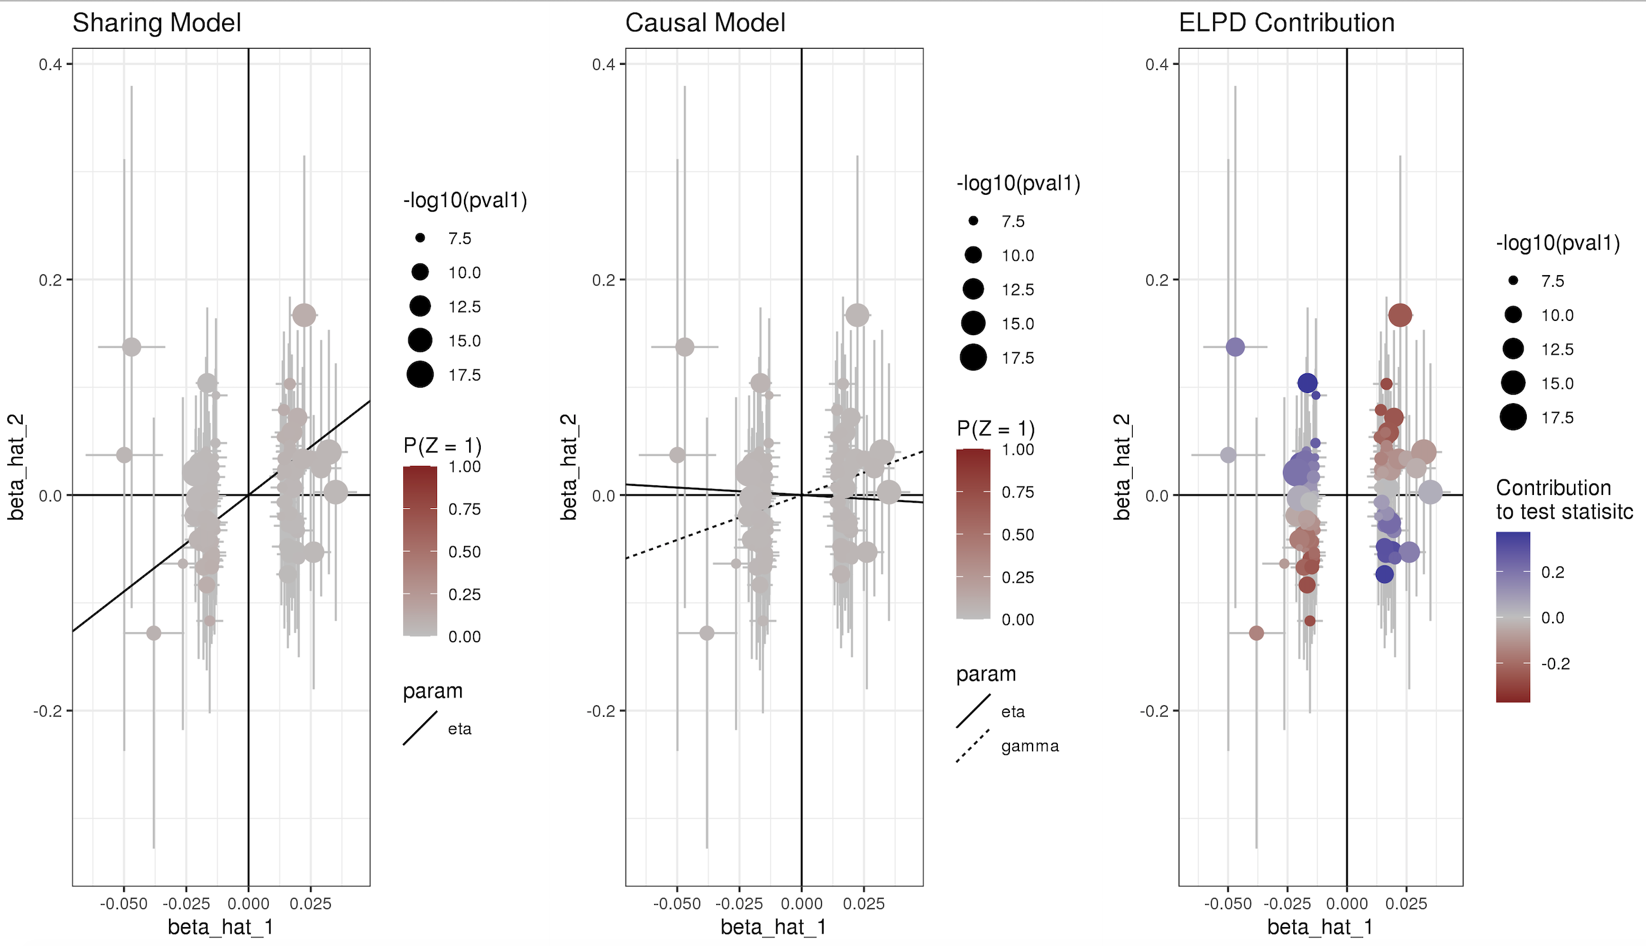 Sharing Model
0.4
0.2
0.0
-0.2
beta_hat_2
-0.050 -0.025 0.000 0.025
beta_hat_1
-log10(pval1)
7.5
10.0
12.5
15.0
17.5
P(Z = 1)
1.00
0.75
0.50
0.25
0.00
param
eta
Causal Model
0.4
0.2
0.0
-0.2
beta_hat_2
-0.050 -0.025 0.000 0.025
beta_hat_1
-log10(pval1)
7.5
10.0
12.5
15.0
17.5
P(Z = 1)
1.00
0.75
0.50
0.25
0.00
param
eta
gamma
ELPD Contribution
0.4
0.2
0.0
-0.2
beta_hat_2
-0.050 -0.025 0.000 0.025
beta_hat_1
-log10(pval1)
7.5
10.0
12.5
15.0
17.5
Contribution
to test statisitc
0.2
0.0
-0.2